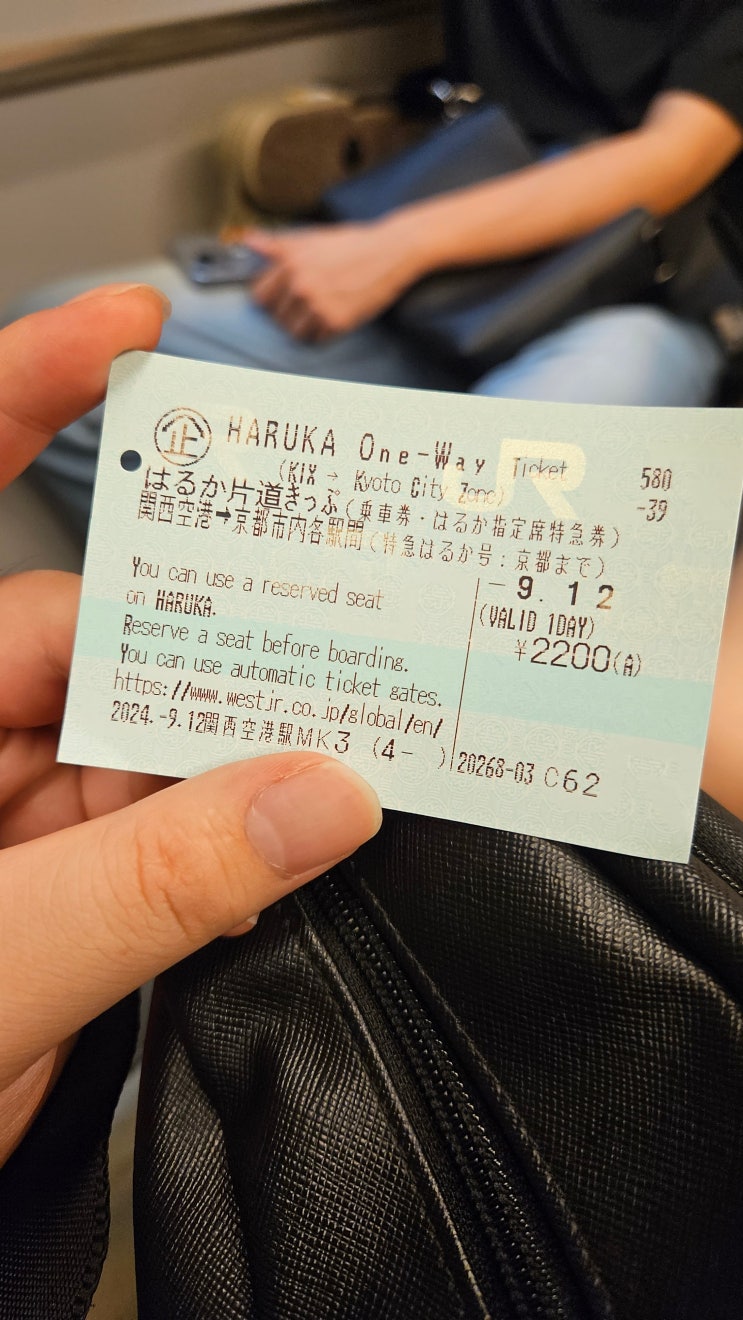 企 HARUKA One-Way Ticket 580
(KIX → Kyoto City Zone) -39
はるか片道きっぷ(乗車券・はるか指定席特急券)
関西空港➡京都市内各駅間(特急はるか号:京都まで)
JR
You can use a reserved seat
on HARUKA.
Reserve a seat before boarding.
You can use automatic ticket gates.
https://www.westjr.co.jp/global/en/
-9.12
(VALID 1DAY)
¥2200(A)
2024.-9.12関西空港駅MK3 (4- ) 20268-03 C62